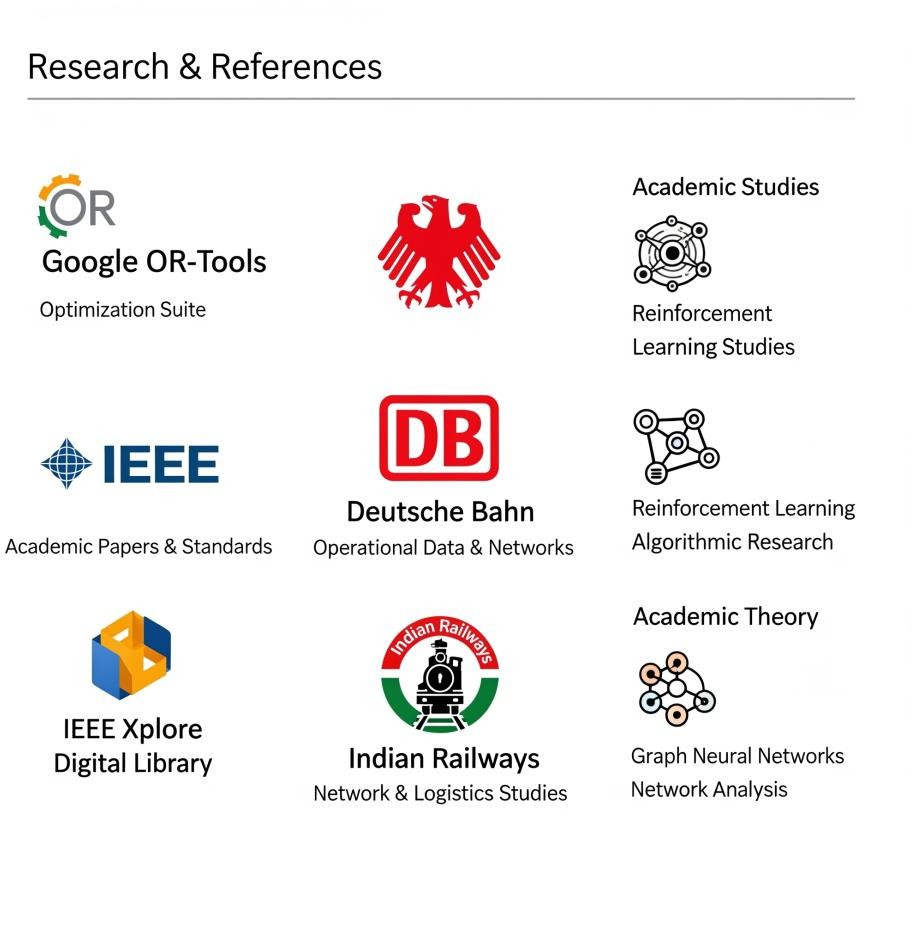 Research & References
OR
Google OR-Tools
Optimization Suite
Academic Studies
Reinforcement
Learning Studies
IEEE
Academic Papers & Standards
DB
Deutsche Bahn
Operational Data & Networks
Reinforcement Learning
Algorithmic Research
IEEE Xplore
Digital Library
Indian Railways
Indian Railways
Network & Logistics Studies
Academic Theory
Graph Neural Networks
Network Analysis